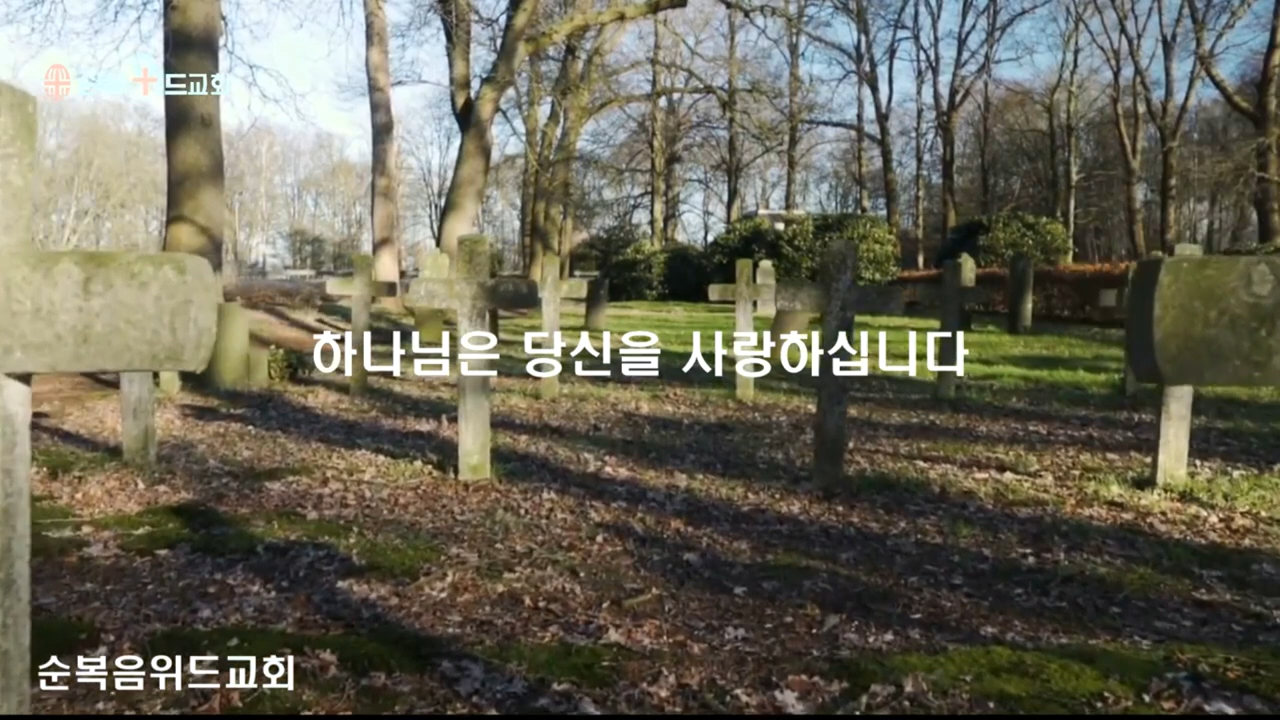 드교회
하나님은 당신을 사랑하십니다
순복음위드교회